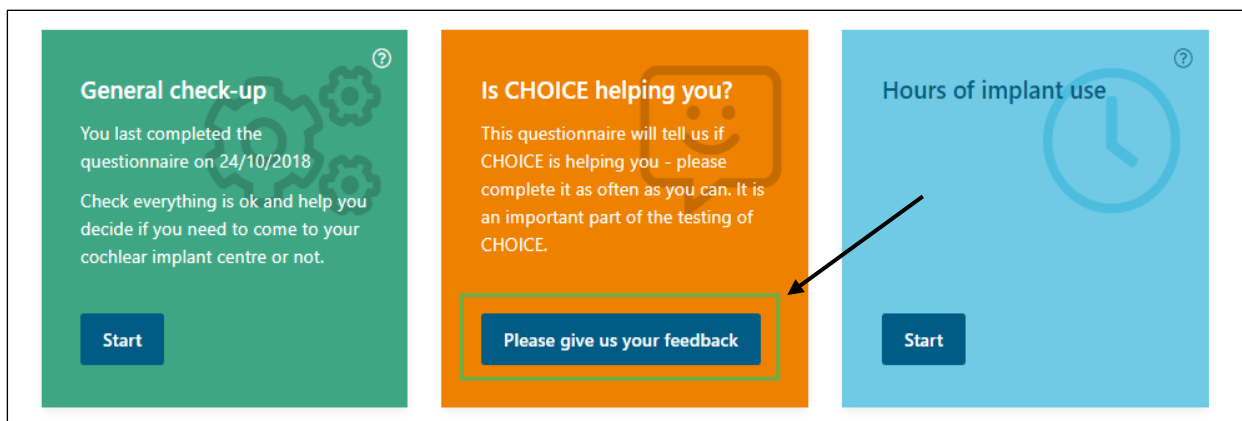 General check-up
You last completed the
questionnaire on 24/10/2018
Check everything is ok and help you
decide if you need to come to your
cochlear implant centre or not.
Start
Is CHOICE helping you?
This questionnaire will tell us if
CHOICE is helping you - please
complete it as often as you can. It is
an important part of the testing of
CHOICE.
Please give us your feedback
Hours of implant use
Start